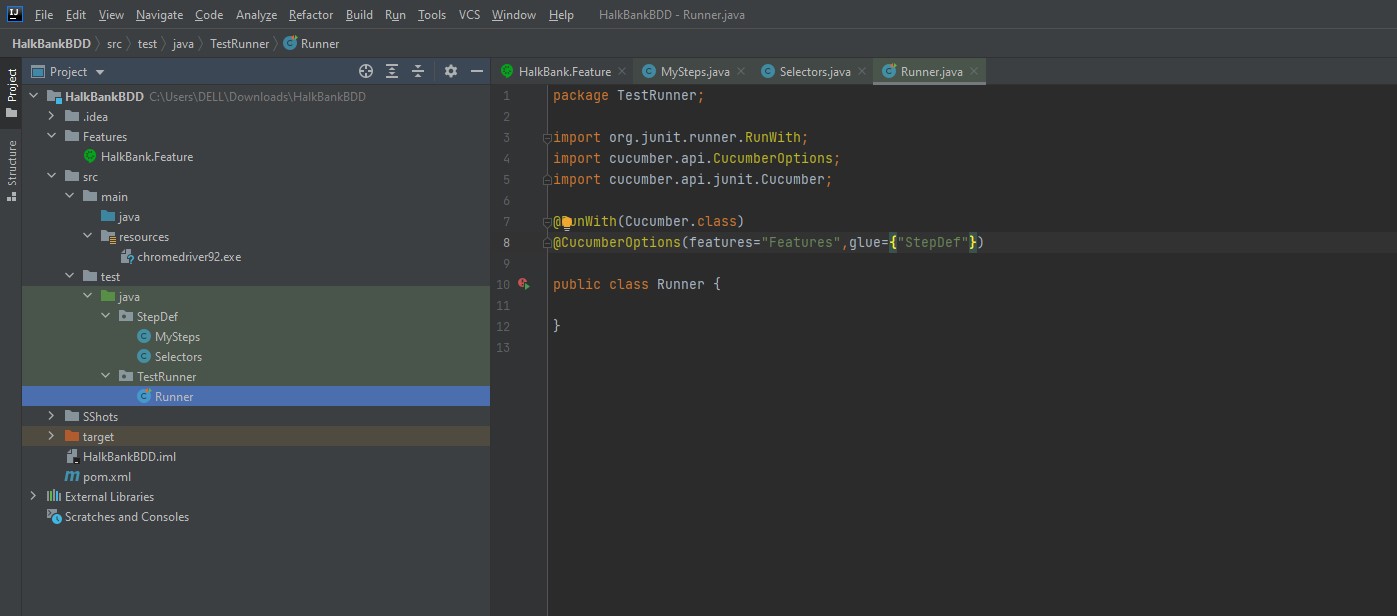 IJ File Edit View Navigate Code Analyze Refactor Build Run Tools VCS Window Help HalkBankBDD - Runner.java
HalkBankBDD src test java TestRunner Runner
Project
Structure
Project
HalkBankBDD C:\Users\DELL\Downloads\HalkBankBDD
.idea
Features
HalkBank.Feature
src
main
java
resources
chromedriver92.exe
test
java
StepDef
MySteps
Selectors
TestRunner
Runner
SShots
target
HalkBankBDD.iml
pom.xml
External Libraries
Scratches and Consoles
HalkBank.Feature MySteps.java Selectors.java Runner.java
1 package TestRunner;
2
3 import org.junit.runner.RunWith;
4 import cucumber.api.CucumberOptions;
5 import cucumber.api.junit.Cucumber;
6
7 @RunWith(Cucumber.class)
8 @CucumberOptions(features="Features",glue={"StepDef"})
9
10 public class Runner {
11
12 }
13